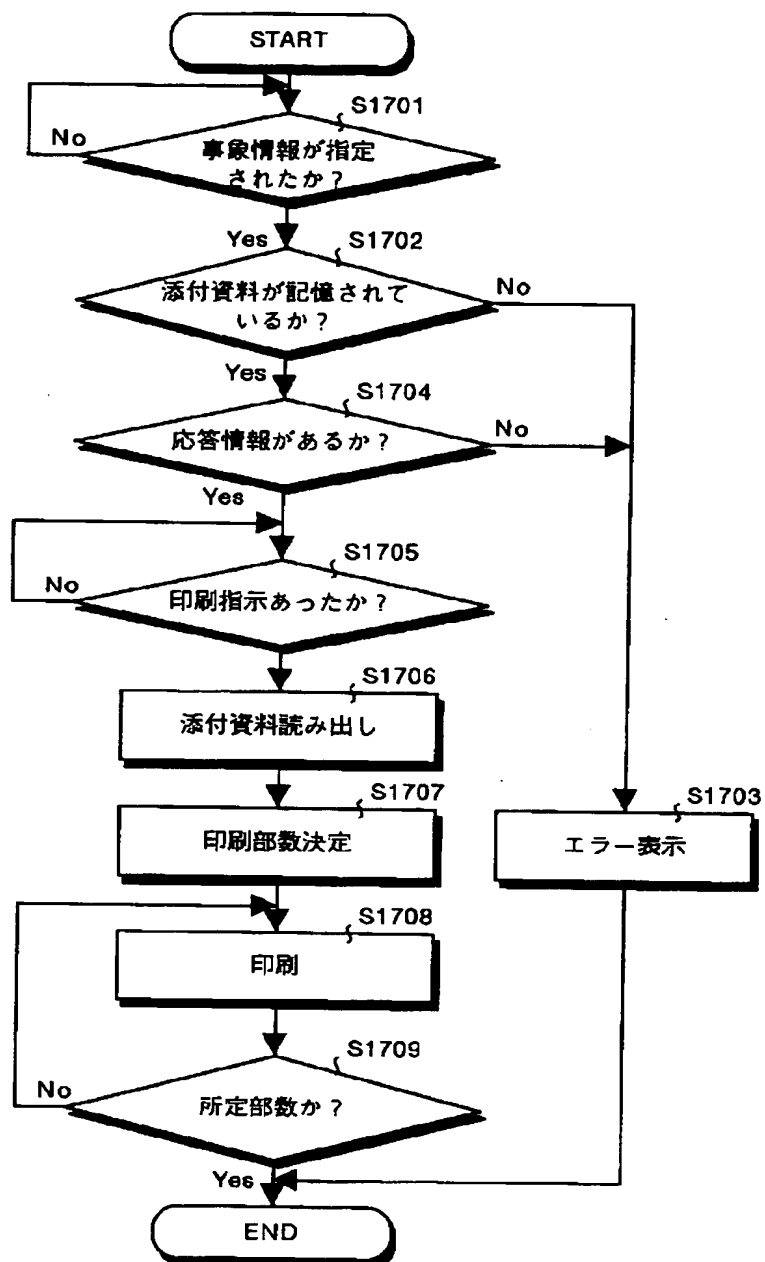 START
S1701
No
事象情報が指定
されたか？
Yes
S1702
添付資料が記憶されて
いるか？
No
Yes
S1704
応答情報があるか？
No
Yes
S1705
No
印刷指示あったか？
S1706
添付資料読み出し
S1707
印刷部数決定
S1703
エラー表示
S1708
印刷
S1709
No
所定部数か？
Yes
END